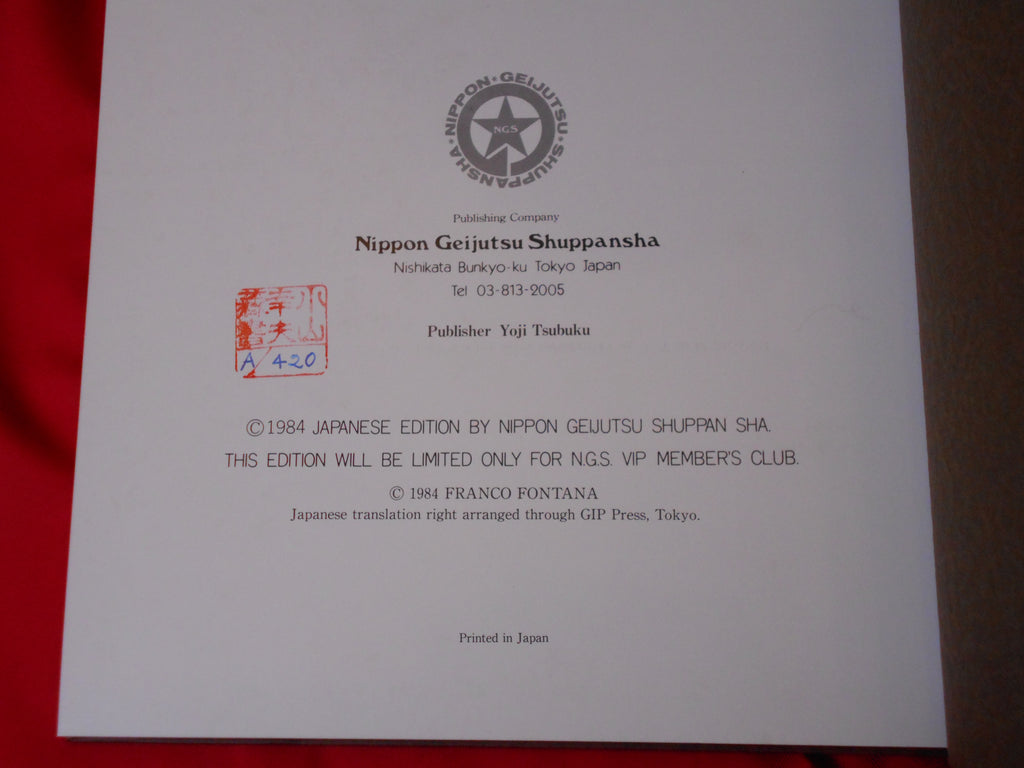 NIPPON・GEIJUTSU・SHUPPANSHA・
N.G.S
Publishing Company
Nippon Geijutsu Shuppansha
Nishikata Bunkyo-ku Tokyo Japan
Tel 03-813-2005
Publisher Yoji Tsubuku
A/420
©1984 JAPANESE EDITION BY NIPPON GEIJUTSU SHUPPAN SHA.
THIS EDITION WILL BE LIMITED ONLY FOR N.G.S. VIP MEMBER'S CLUB.
© 1984 FRANCO FONTANA
Japanese translation right arranged through GIP Press, Tokyo.
Printed in Japan